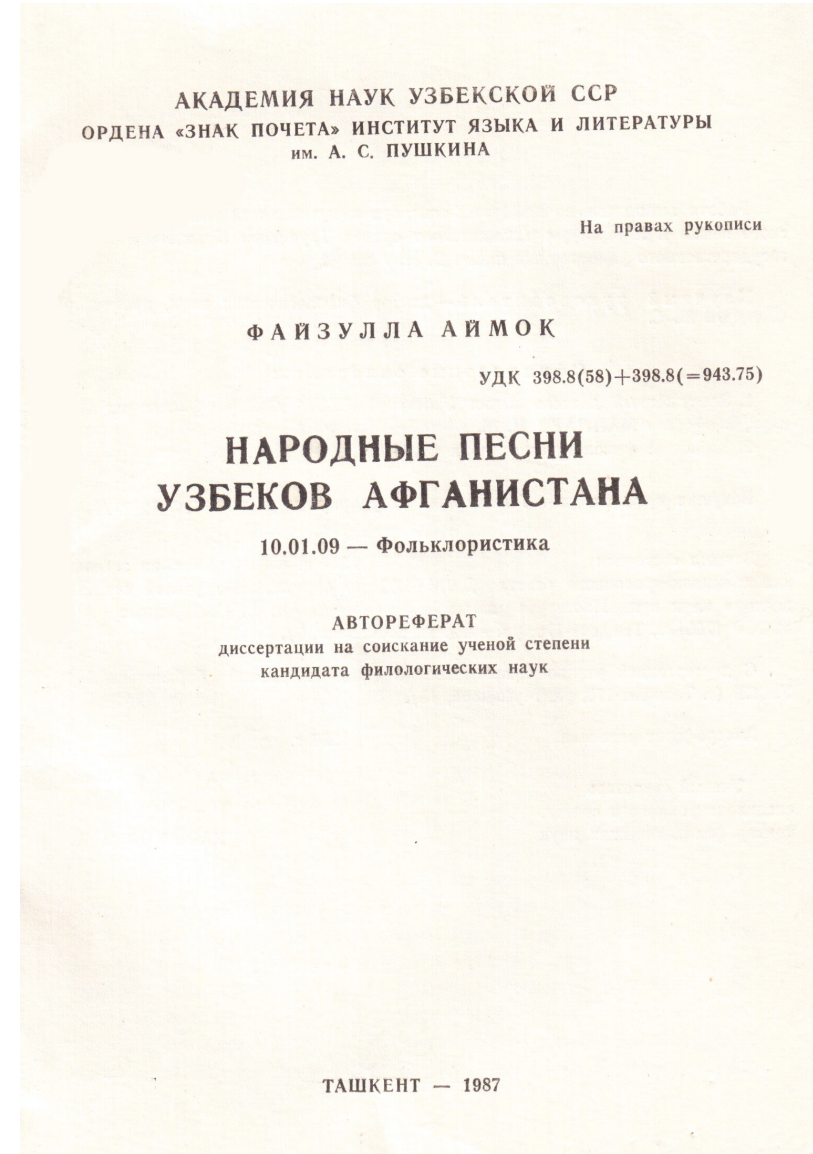 АКАДЕМИЯ НАУК УЗБЕКСКОЙ ССР
ОРДЕНА «ЗНАК ПОЧЕТА» ИНСТИТУТ ЯЗЫКА И ЛИТЕРАТУРЫ
им. А. С. ПУШКИНА
На правах рукописи
ФАЙЗУЛЛА АЙМОҚ
УДК 398.8(58)+398.8(=943.75)
НАРОДНЫЕ ПЕСНИ
УЗБЕКОВ АФГАНИСТАНА
10.01.09 — Фольклористика
АВТОРЕФЕРАТ
диссертации на соискание ученой степени
кандидата филологических наук
ТАШКЕНТ — 1987